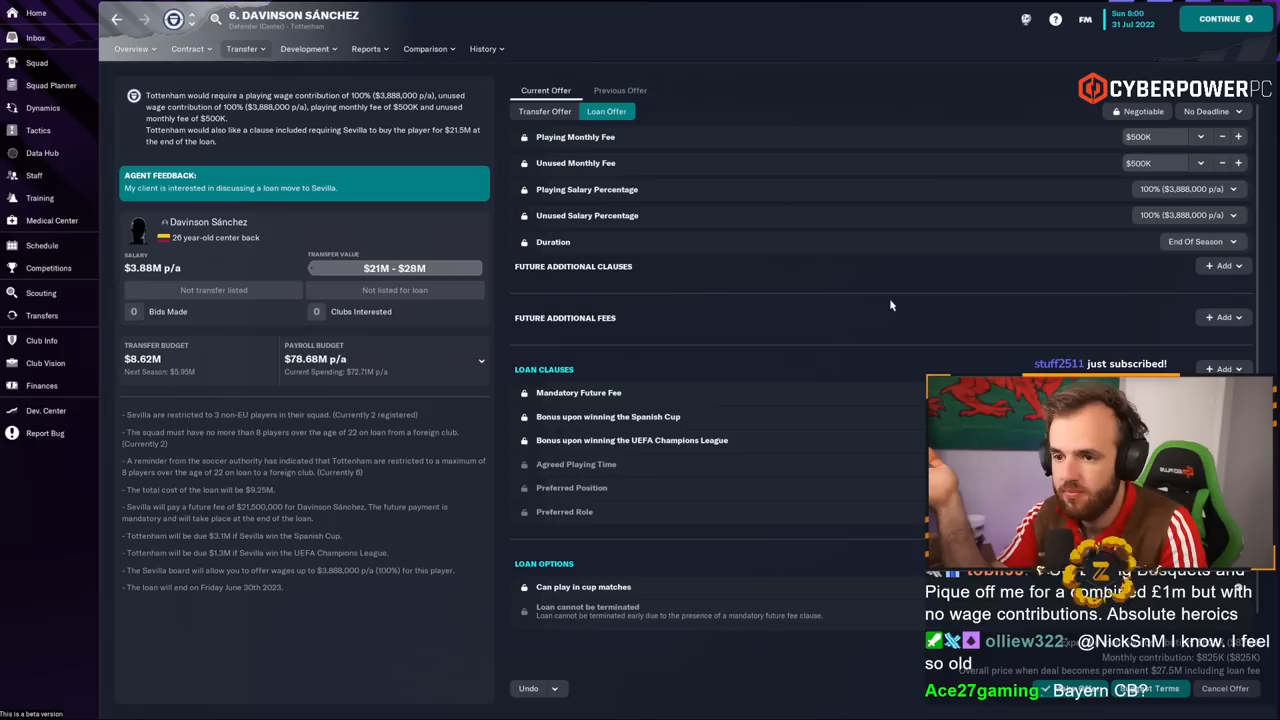 Home
Inbox
Squad
Squad Planner
Dynamics
Tactics
Data Hub
Staff
Training
Medical Center
Schedule
Competitions
Scouting
Transfers
Club Info
Club Vision
Finances
Dev. Center
Report Bug
This is a beta version
6. DAVINSON SÁNCHEZ
Defender (Center) - Tottenham
FM
Sun 8:00
31 Jul 2022
CONTINUE
Overview
Contract
Transfer
Development
Reports
Comparison
History
Tottenham would require a playing wage contribution of 100% ($3,888,000 p/a), unused
wage contribution of 100% ($3,888,000 p/a), playing monthly fee of $500K and unused
monthly fee of $500K.
Tottenham would also like a clause included requiring Sevilla to buy the player for $21.5M at
the end of the loan.
AGENT FEEDBACK:
My client is interested in discussing a loan move to Sevilla.
Davinson Sánchez
26 year-old center back
SALARY
$3.88M p/a
TRANSFER VALUE
$21M - $28M
Not transfer listed
Not listed for loan
0 Bids Made
0 Clubs Interested
TRANSFER BUDGET
$8.62M
Next Season: $5.95M
PAYROLL BUDGET
$78.68M p/a
Current Spending: $72.71M p/a
- Sevilla are restricted to 3 non-EU players in their squad. (Currently 2 registered)
- The squad must have no more than 8 players over the age of 22 on loan from a foreign club.
(Currently 2)
- A reminder from the soccer authority has indicated that Tottenham are restricted to a maximum of
8 players over the age of 22 on loan to a foreign club. (Currently 6)
- The total cost of the loan will be $9.25M.
- Sevilla will pay a future fee of $21,500,000 for Davinson Sánchez. The future payment is
mandatory and will take place at the end of the loan.
- Tottenham will be due $3.1M if Sevilla win the Spanish Cup.
- Tottenham will be due $1.3M if Sevilla win the UEFA Champions League.
- The Sevilla board will allow you to offer wages up to $3,888,000 p/a (100%) for this player.
- The loan will end on Friday June 30th 2023.
Current Offer
Previous Offer
CYBERPOWERPC
Transfer Offer
Loan Offer
Negotiable
No Deadline
Playing Monthly Fee
$500K
Unused Monthly Fee
$500K
Playing Salary Percentage
100% ($3,888,000 p/a)
Unused Salary Percentage
100% ($3,888,000 p/a)
Duration
End Of Season
FUTURE ADDITIONAL CLAUSES
+ Add
FUTURE ADDITIONAL FEES
+ Add
stuff2511 just subscribed!
LOAN CLAUSES
+ Add
Mandatory Future Fee
Bonus upon winning the Spanish Cup
Bonus upon winning the UEFA Champions League
Agreed Playing Time
Preferred Position
Preferred Role
LOAN OPTIONS
Can play in cup matches
Loan cannot be terminated
Loan cannot be terminated early due to the presence of a mandatory future fee clause.
Pique off me for a combined £1m but with
no wage contributions. Absolute heroics
olliew322: @NickSnM I know. I feel
so old
Monthly contribution: $825K ($825K)
Overall price when deal becomes permanent $27.5M including loan fee
Ace27gaming: Bayern CB?
Undo
Cancel Offer